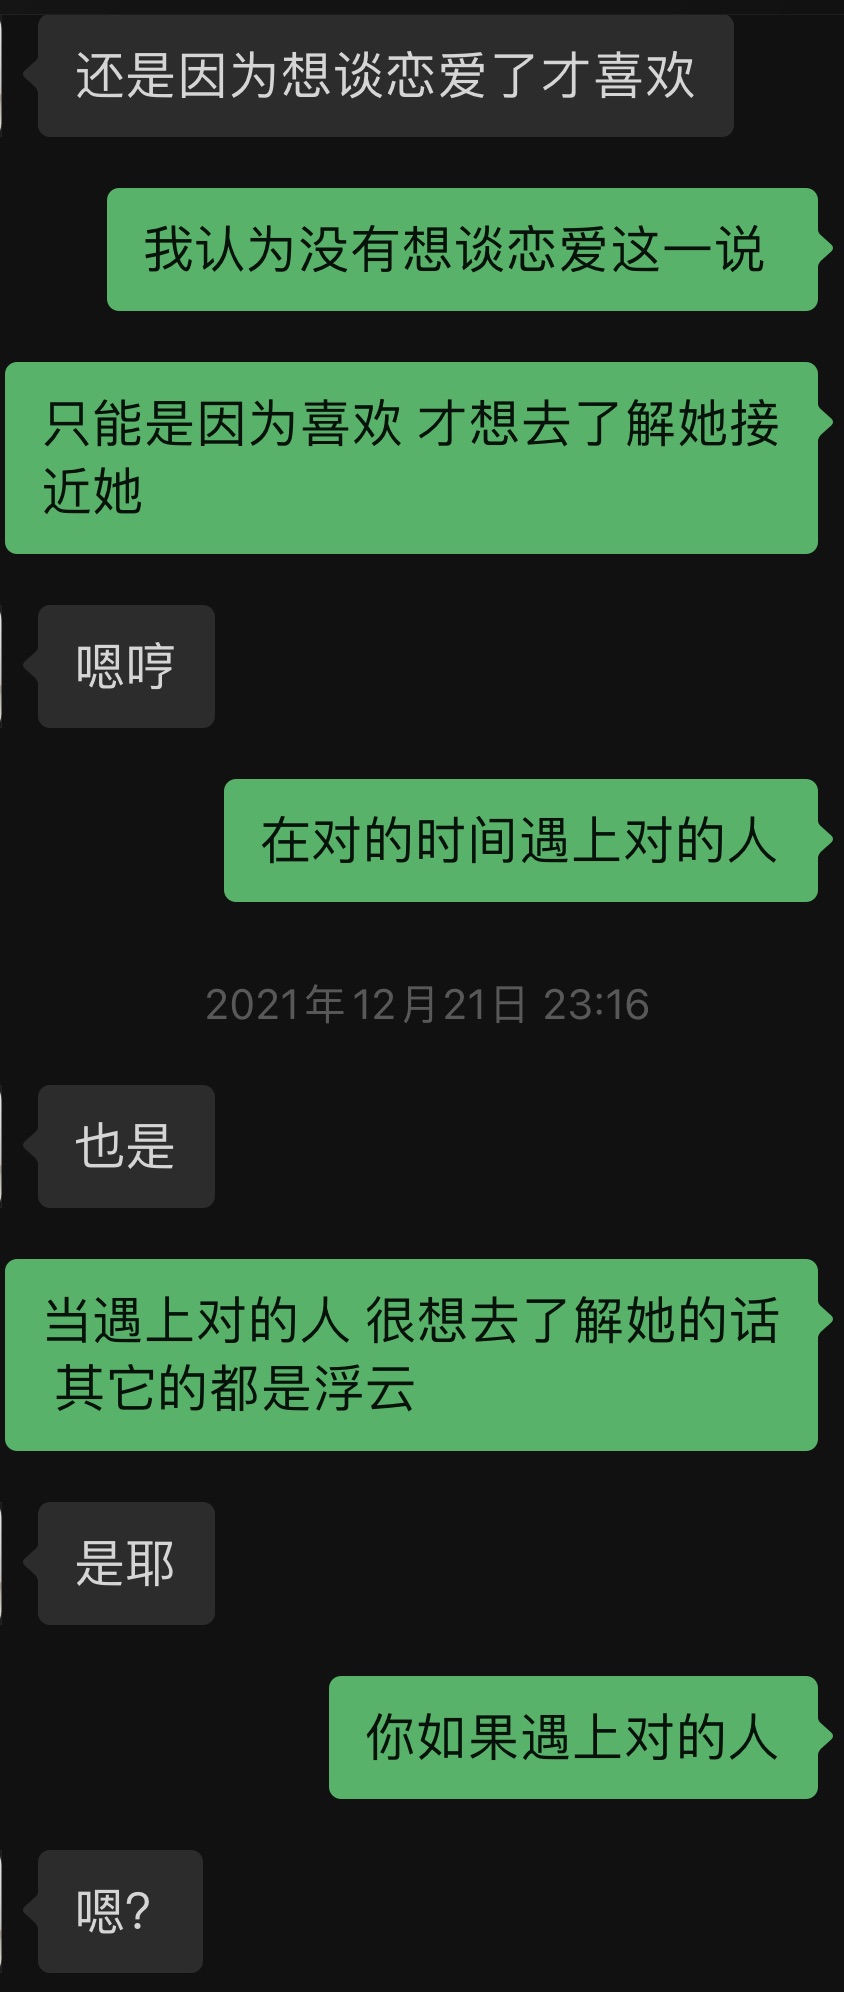 还是因为想谈恋爱了才喜欢
我认为没有想谈恋爱这一说
只能是因为喜欢 才想去了解她接
近她
嗯哼
在对的时间遇上对的人
2021年12月21日 23:16
也是
当遇上对的人 很想去了解她的话
其它的都是浮云
是耶
你如果遇上对的人
嗯?